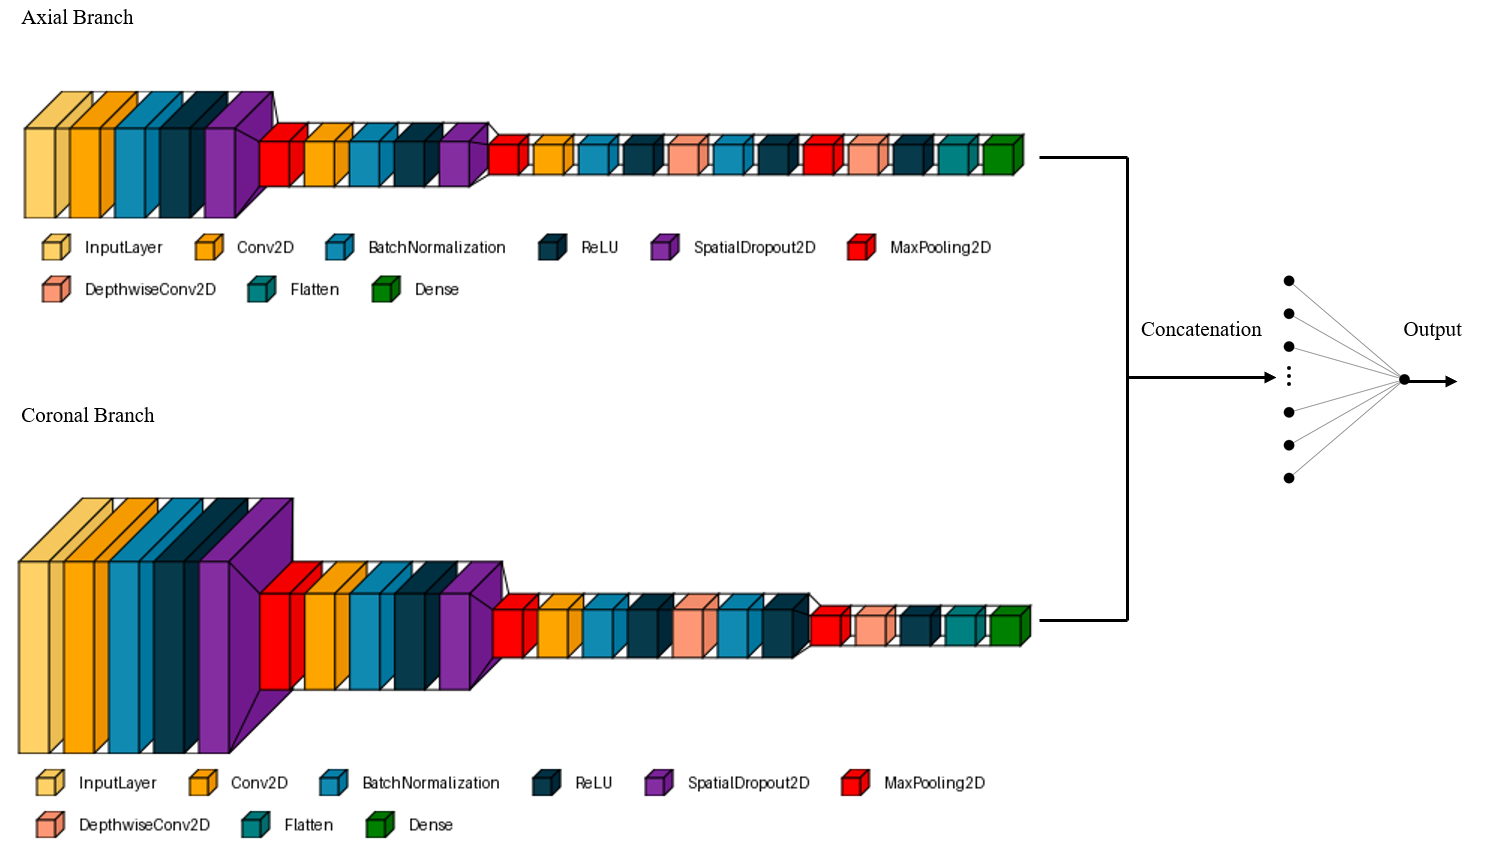 Axial Branch
InputLayer Conv2D BatchNormalization ReLU SpatialDropout2D MaxPooling2D
DepthwiseConv2D Flatten Dense
Concatenation
Output
Coronal Branch
InputLayer Conv2D BatchNormalization ReLU SpatialDropout2D MaxPooling2D
DepthwiseConv2D Flatten Dense